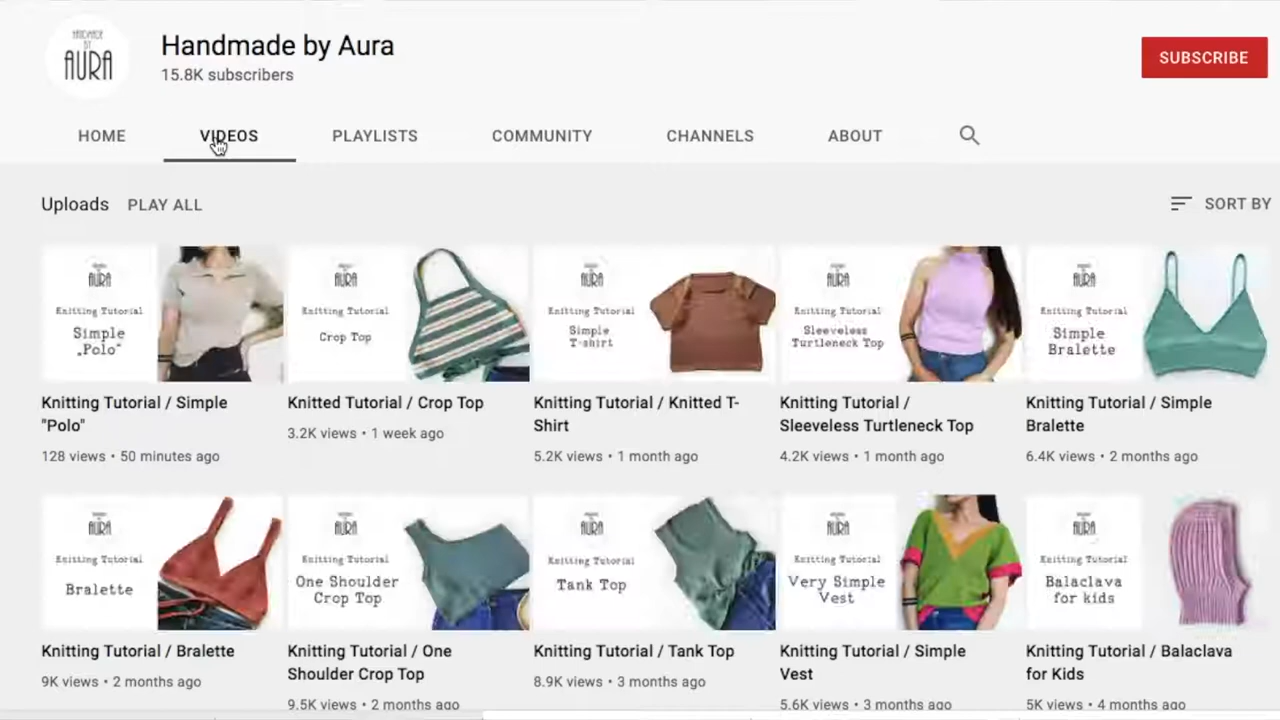 HANDMADE
BY
AURA
Handmade by Aura
15.8K subscribers
SUBSCRIBE
HOME
VIDEOS
PLAYLISTS
COMMUNITY
CHANNELS
ABOUT
Uploads
PLAY ALL
SORT BY
AURA
Knitting Tutorial
Simple
„Polo“
AURA
Knitting Tutorial
Crop Top
AURA
Knitting Tutorial
Simple
T-shirt
AURA
Knitting Tutorial
Sleeveless
Turtleneck Top
AURA
Knitting Tutorial
Simple
Bralette
Knitting Tutorial / Simple
"Polo"
128 views • 50 minutes ago
Knitted Tutorial / Crop Top
3.2K views • 1 week ago
Knitting Tutorial / Knitted T-
Shirt
5.2K views • 1 month ago
Knitting Tutorial /
Sleeveless Turtleneck Top
4.2K views • 1 month ago
Knitting Tutorial / Simple
Bralette
6.4K views • 2 months ago
AURA
Knitting Tutorial
Bralette
AURA
Knitting Tutorial
One Shoulder
Crop Top
AURA
Knitting Tutorial
Tank Top
AURA
Knitting Tutorial
Very Simple
Vest
AURA
Knitting Tutorial
Balaclava
for kids
Knitting Tutorial / Bralette
9K views • 2 months ago
Knitting Tutorial / One
Shoulder Crop Top
9.5K views • 2 months ago
Knitting Tutorial / Tank Top
8.9K views • 3 months ago
Knitting Tutorial / Simple
Vest
5.6K views • 3 months ago
Knitting Tutorial / Balaclava
for Kids
5K views • 4 months ago